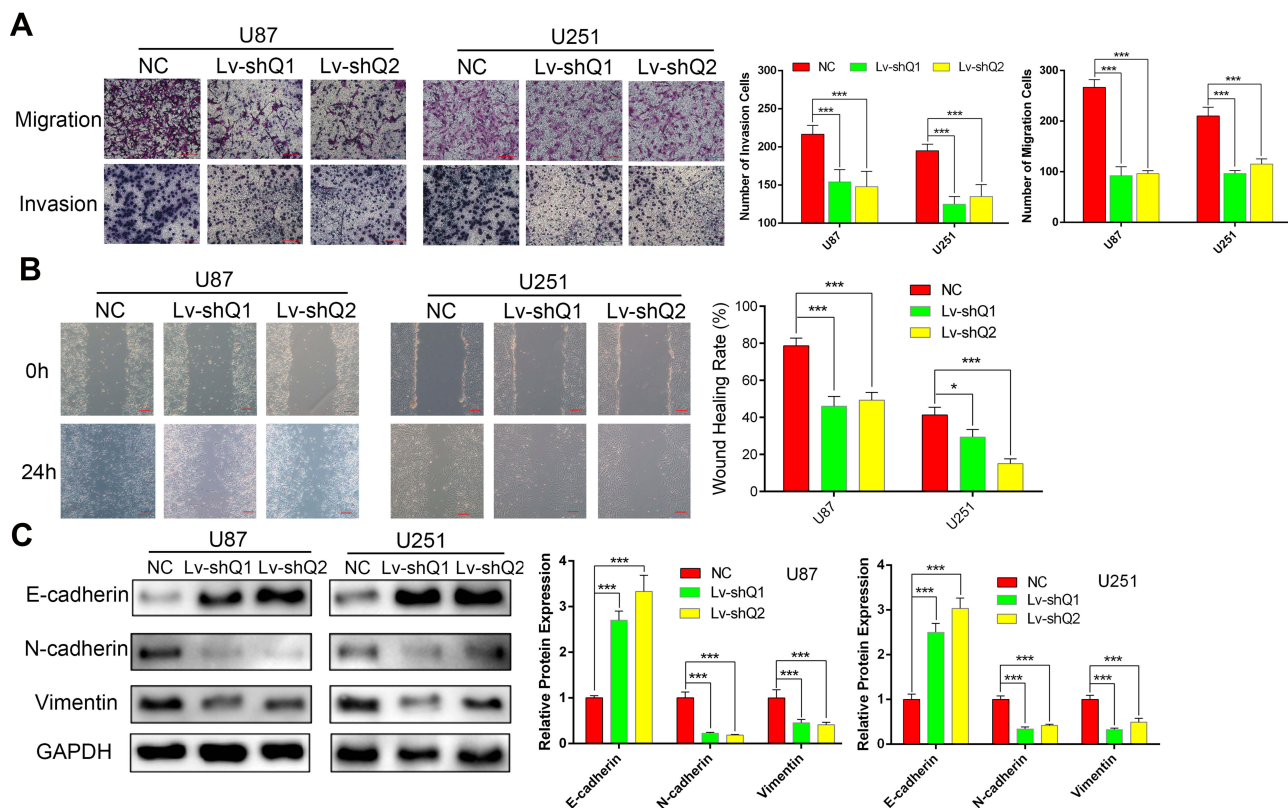 A
U87
U251
NC Lv-shQ1 Lv-shQ2
NC Lv-shQ1 Lv-shQ2
Migration
Invasion
NC Lv-shQ1 Lv-shQ2
Number of Invasion Cells
300
250
200
150
100
*** *** *** ***
U87 U251
Number of Migration Cells
300
200
100
0
*** *** *** ***
U87 U251
B
U87
U251
NC Lv-shQ1 Lv-shQ2
NC Lv-shQ1 Lv-shQ2
0h
24h
Wound Healing Rate (%)
100
80
60
40
20
0
NC
Lv-shQ1
Lv-shQ2
*** *** * ***
U87 U251
C
U87
U251
NC Lv-shQ1 Lv-shQ2
NC Lv-shQ1 Lv-shQ2
E-cadherin
N-cadherin
Vimentin
GAPDH
Relative Protein Expression
4
3
2
1
0
NC
Lv-shQ1
Lv-shQ2
U87
*** *** *** *** *** ***
E-cadherin N-cadherin Vimentin
Relative Protein Expression
4
3
2
1
0
NC
Lv-shQ1
Lv-shQ2
U251
*** *** *** *** *** ***
E-cadherin N-cadherin Vimentin